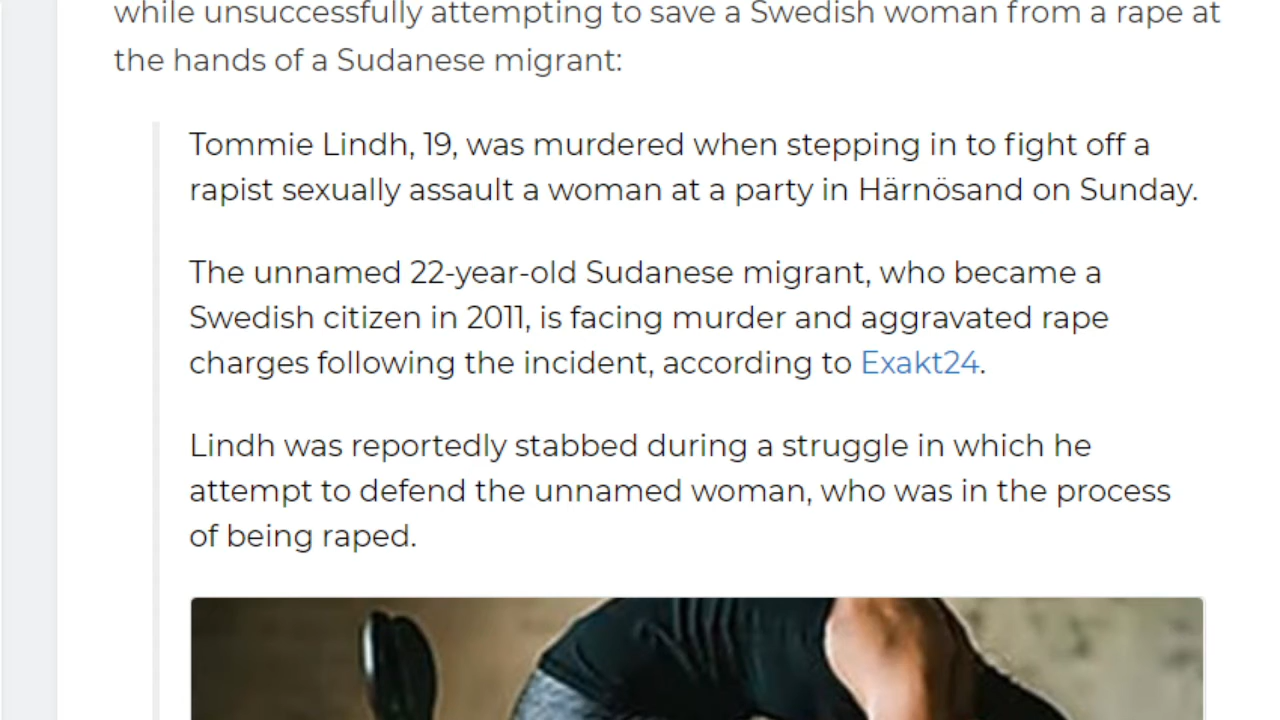 while unsuccessfully attempting to save a Swedish woman from a rape at
the hands of a Sudanese migrant:
Tommie Lindh, 19, was murdered when stepping in to fight off a
rapist sexually assault a woman at a party in Härnösand on Sunday.
The unnamed 22-year-old Sudanese migrant, who became a
Swedish citizen in 2011, is facing murder and aggravated rape
charges following the incident, according to Exakt24.
Lindh was reportedly stabbed during a struggle in which he
attempt to defend the unnamed woman, who was in the process
of being raped.